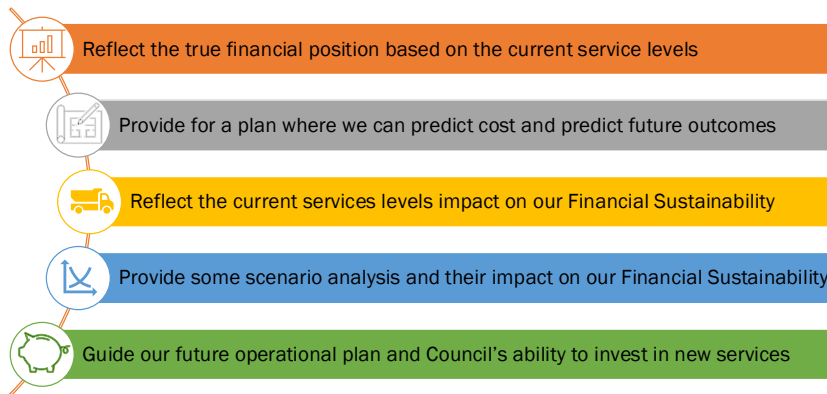 Reflect the true financial position based on the current service levels
Provide for a plan where we can predict cost and predict future outcomes
Reflect the current services levels impact on our Financial Sustainability
Provide some scenario analysis and their impact on our Financial Sustainability
Guide our future operational plan and Council’s ability to invest in new services